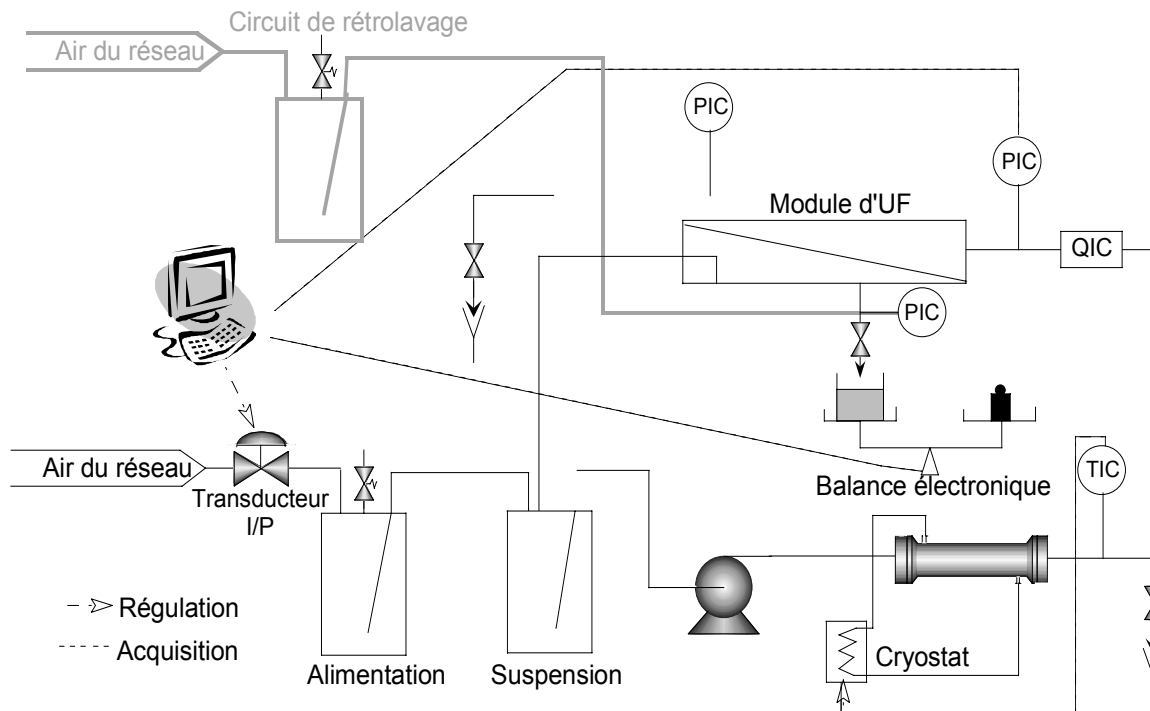 Circuit de rétrolavage
Air du réseau
PIC
PIC
Module d'UF
QIC
PIC
Air du réseau
Transducteur
I/P
Balance électronique
TIC
Régulation
Acquisition
Alimentation
Suspension
Cryostat